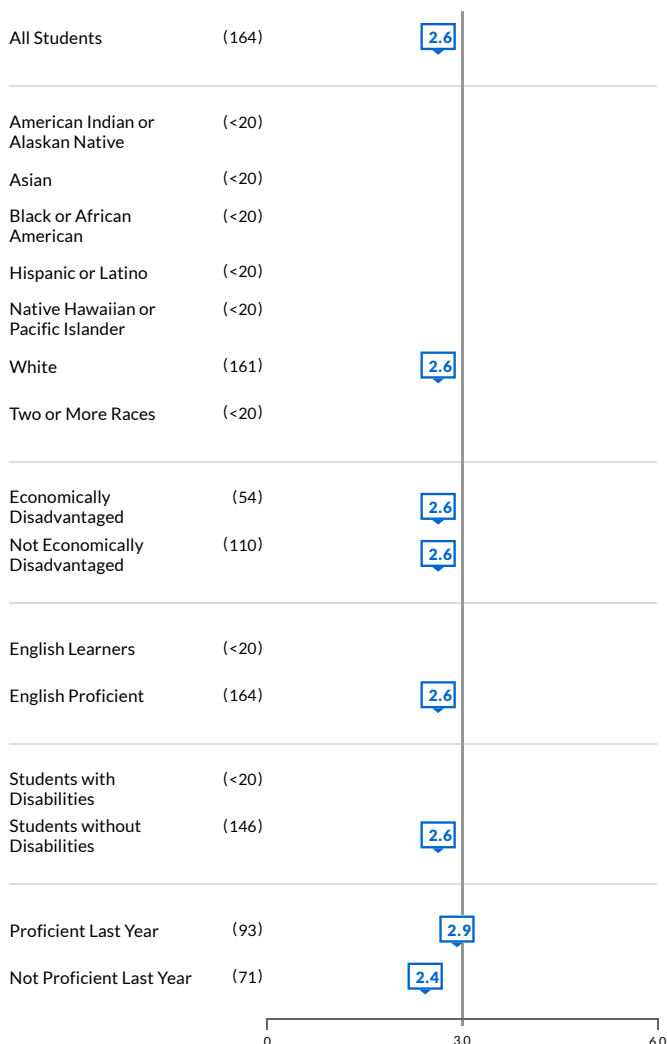 All Students (164) 2.6
American Indian or (<20)
Alaskan Native
Asian (<20)
Black or African (<20)
American
Hispanic or Latino (<20)
Native Hawaiian or (<20)
Pacific Islander
White (161) 2.6
Two or More Races (<20)
Economically (54) 2.6
Disadvantaged
Not Economically (110) 2.6
Disadvantaged
English Learners (<20)
English Proficient (164) 2.6
Students with (<20)
Disabilities
Students without (146) 2.6
Disabilities
Proficient Last Year (93) 2.9
Not Proficient Last Year (71) 2.4
0 3.0 6.0